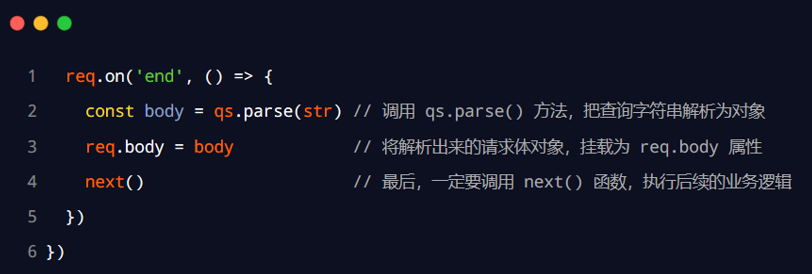 1 req.on('end', () => {
2 const body = qs.parse(str) // 调用 qs.parse() 方法，把查询字符串解析为对象
3 req.body = body // 将解析出来的请求体对象，挂载为 req.body 属性
4 next() // 最后，一定要调用 next() 函数，执行后续的业务逻辑
5 })
6 })